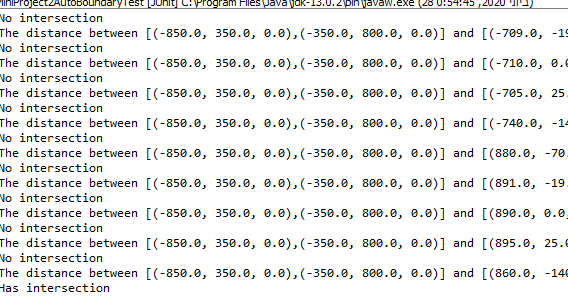 MiniProject2AutoBoundaryTest [JUnit] C:\Program Files\Java\jdk-13.0.2\bin\javaw.exe (28 0:54:45 ,2020 ביוני)
No intersection
The distance between [(-850.0, 350.0, 0.0),(-350.0, 800.0, 0.0)] and [(-709.0, -19
No intersection
The distance between [(-850.0, 350.0, 0.0),(-350.0, 800.0, 0.0)] and [(-710.0, 0.0
No intersection
The distance between [(-850.0, 350.0, 0.0),(-350.0, 800.0, 0.0)] and [(-705.0, 25.
No intersection
The distance between [(-850.0, 350.0, 0.0),(-350.0, 800.0, 0.0)] and [(-740.0, -14
No intersection
The distance between [(-850.0, 350.0, 0.0),(-350.0, 800.0, 0.0)] and [(880.0, -70.
No intersection
The distance between [(-850.0, 350.0, 0.0),(-350.0, 800.0, 0.0)] and [(891.0, -19.
No intersection
The distance between [(-850.0, 350.0, 0.0),(-350.0, 800.0, 0.0)] and [(890.0, 0.0,
No intersection
The distance between [(-850.0, 350.0, 0.0),(-350.0, 800.0, 0.0)] and [(895.0, 25.0
No intersection
The distance between [(-850.0, 350.0, 0.0),(-350.0, 800.0, 0.0)] and [(860.0, -140
Has intersection